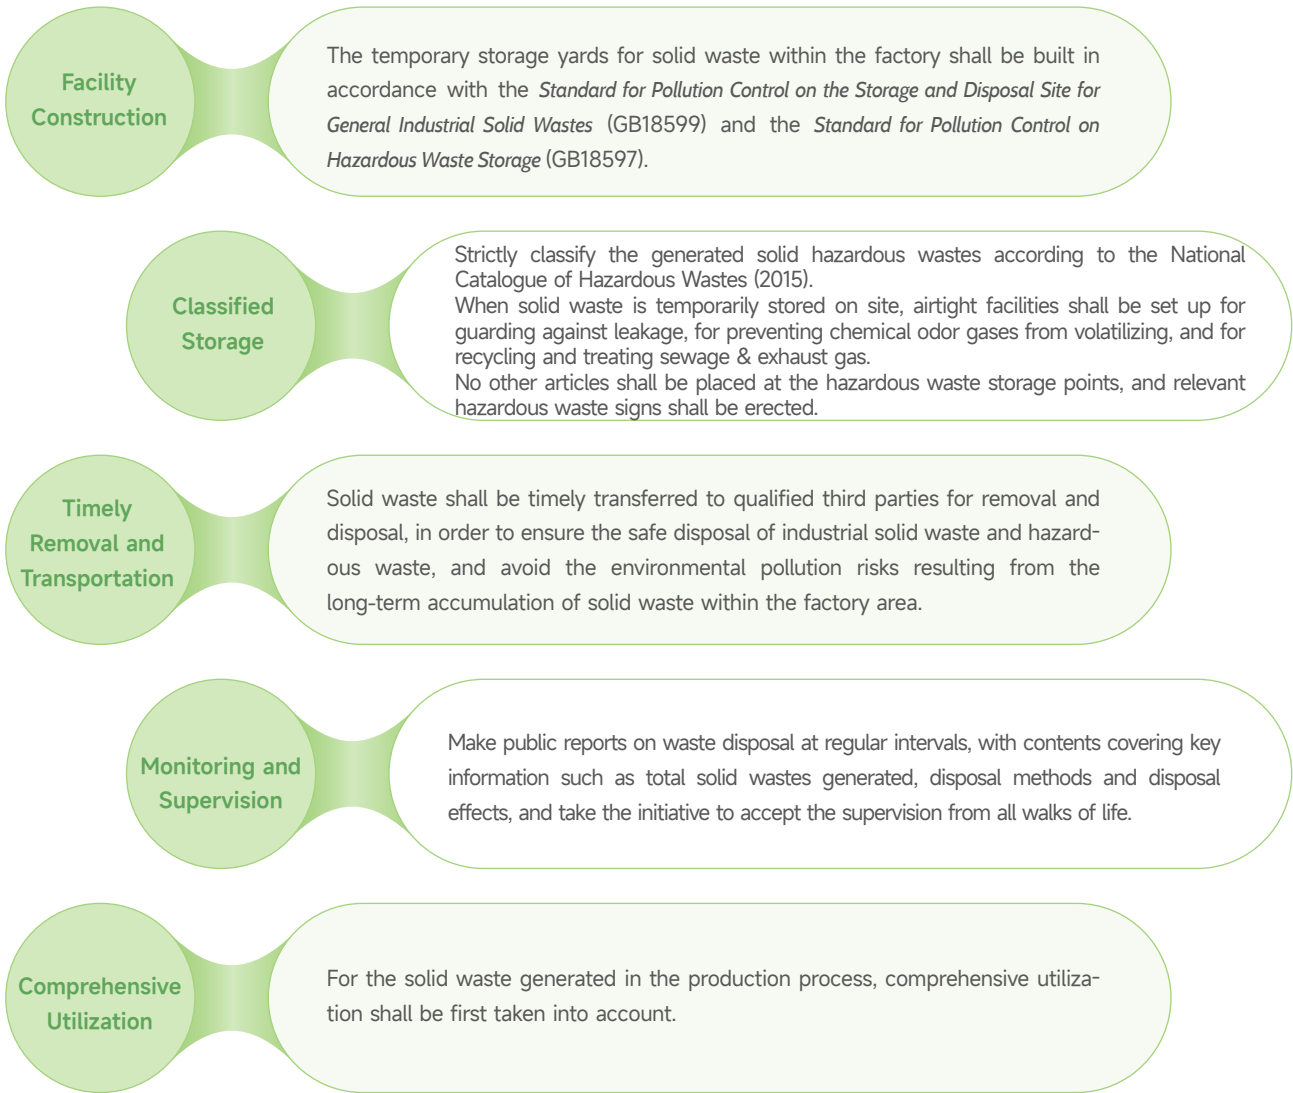 Facility
Construction
The temporary storage yards for solid waste within the factory shall be built in
accordance with the Standard for Pollution Control on the Storage and Disposal Site for
General Industrial Solid Wastes (GB18599) and the Standard for Pollution Control on
Hazardous Waste Storage (GB18597).
Classified
Storage
Strictly classify the generated solid hazardous wastes according to the National
Catalogue of Hazardous Wastes (2015).
When solid waste is temporarily stored on site, airtight facilities shall be set up for
guarding against leakage, for preventing chemical odor gases from volatilizing, and for
recycling and treating sewage & exhaust gas.
No other articles shall be placed at the hazardous waste storage points, and relevant
hazardous waste signs shall be erected.
Timely
Removal and
Transportation
Solid waste shall be timely transferred to qualified third parties for removal and
disposal, in order to ensure the safe disposal of industrial solid waste and hazard-
ous waste, and avoid the environmental pollution risks resulting from the
long-term accumulation of solid waste within the factory area.
Monitoring and
Supervision
Make public reports on waste disposal at regular intervals, with contents covering key
information such as total solid wastes generated, disposal methods and disposal
effects, and take the initiative to accept the supervision from all walks of life.
Comprehensive
Utilization
For the solid waste generated in the production process, comprehensive utiliza-
tion shall be first taken into account.